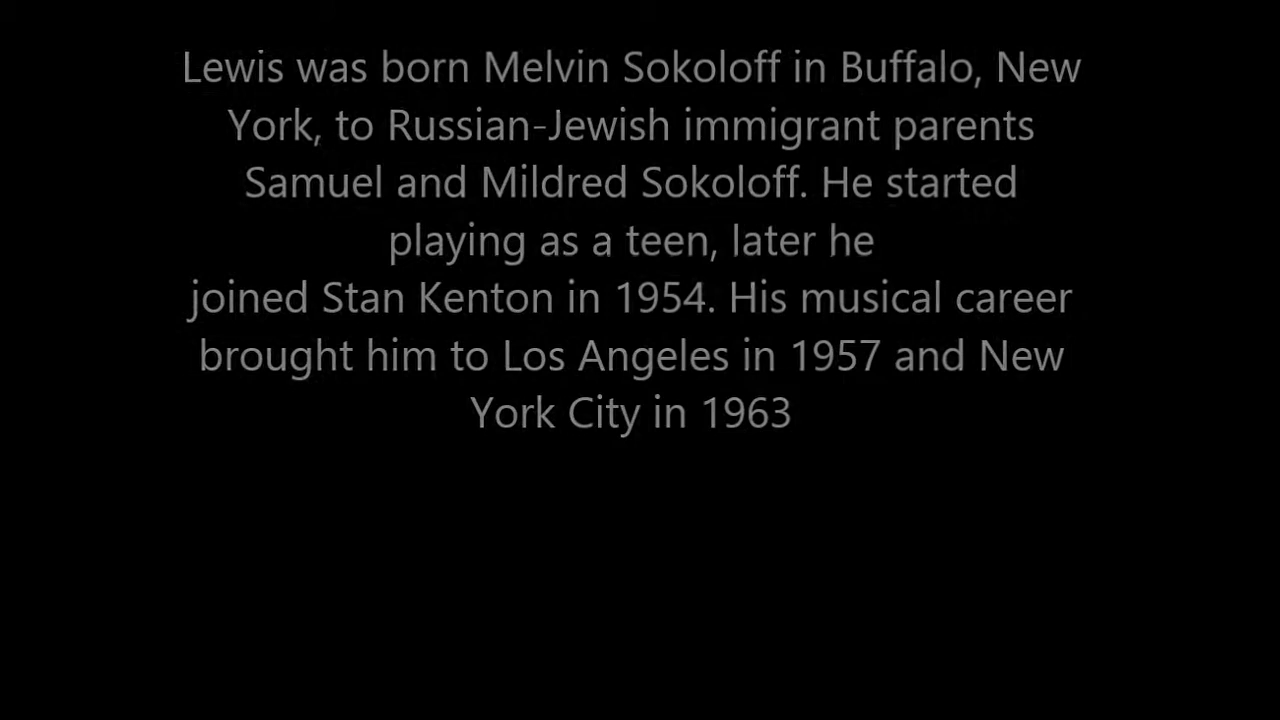 Lewis was born Melvin Sokoloff in Buffalo, New
York, to Russian-Jewish immigrant parents
Samuel and Mildred Sokoloff. He started
playing as a teen, later he
joined Stan Kenton in 1954. His musical career
brought him to Los Angeles in 1957 and New
York City in 1963